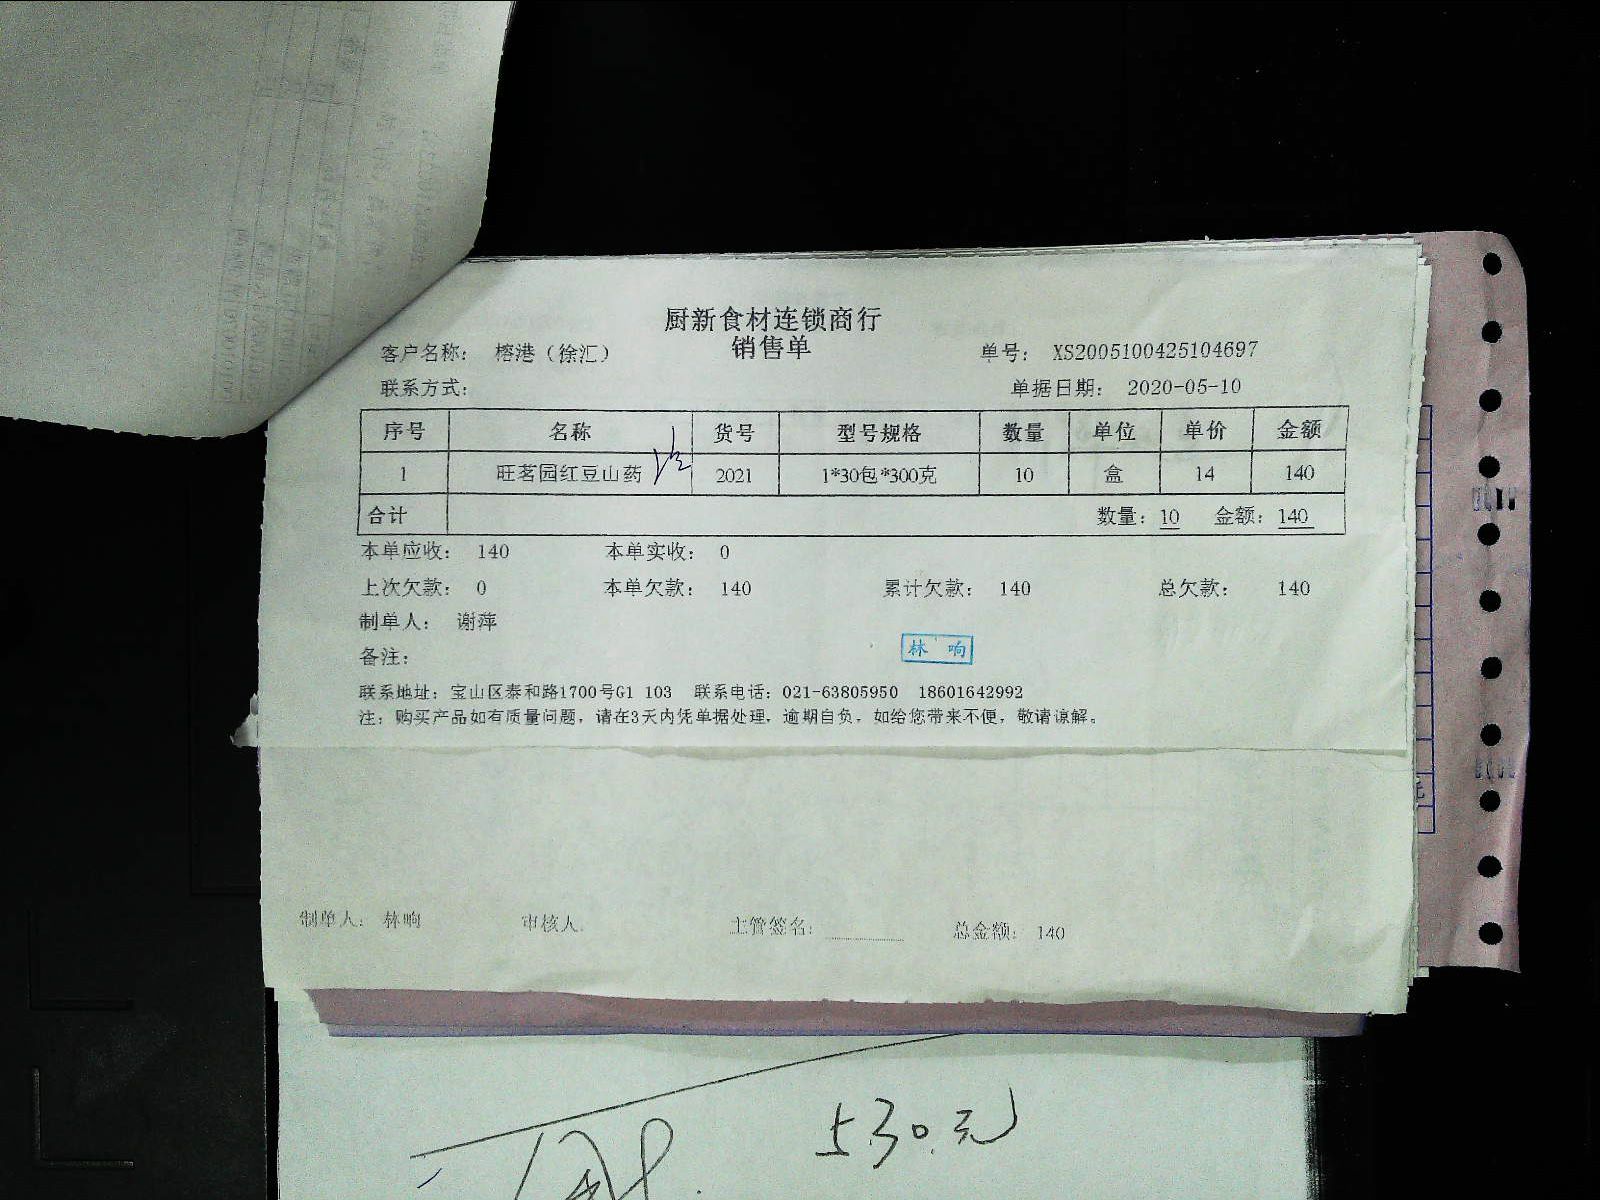 厨新食材连锁商行
销售单
客户名称： 榕港（徐汇） 单号： XS2005100425104697
联系方式： 单据日期： 2020-05-10
序号 名称 货号 型号规格 数量 单位 单价 金额
1 旺茗园红豆山药 2021 1*30包*300克 10 盒 14 140
合计 数量：10 金额：140
本单应收： 140 本单实收： 0
上次欠款： 0 本单欠款： 140 累计欠款： 140 总欠款： 140
制单人： 谢萍
林 响
备注：
联系地址：宝山区泰和路1700号G1 103 联系电话：021-63805950 18601642992
注：购买产品如有质量问题，请在3天内凭单据处理，逾期自负，如给您带来不便，敬请谅解。
制单人： 林响 审核人： 主管签名： 总金额： 140
530.元